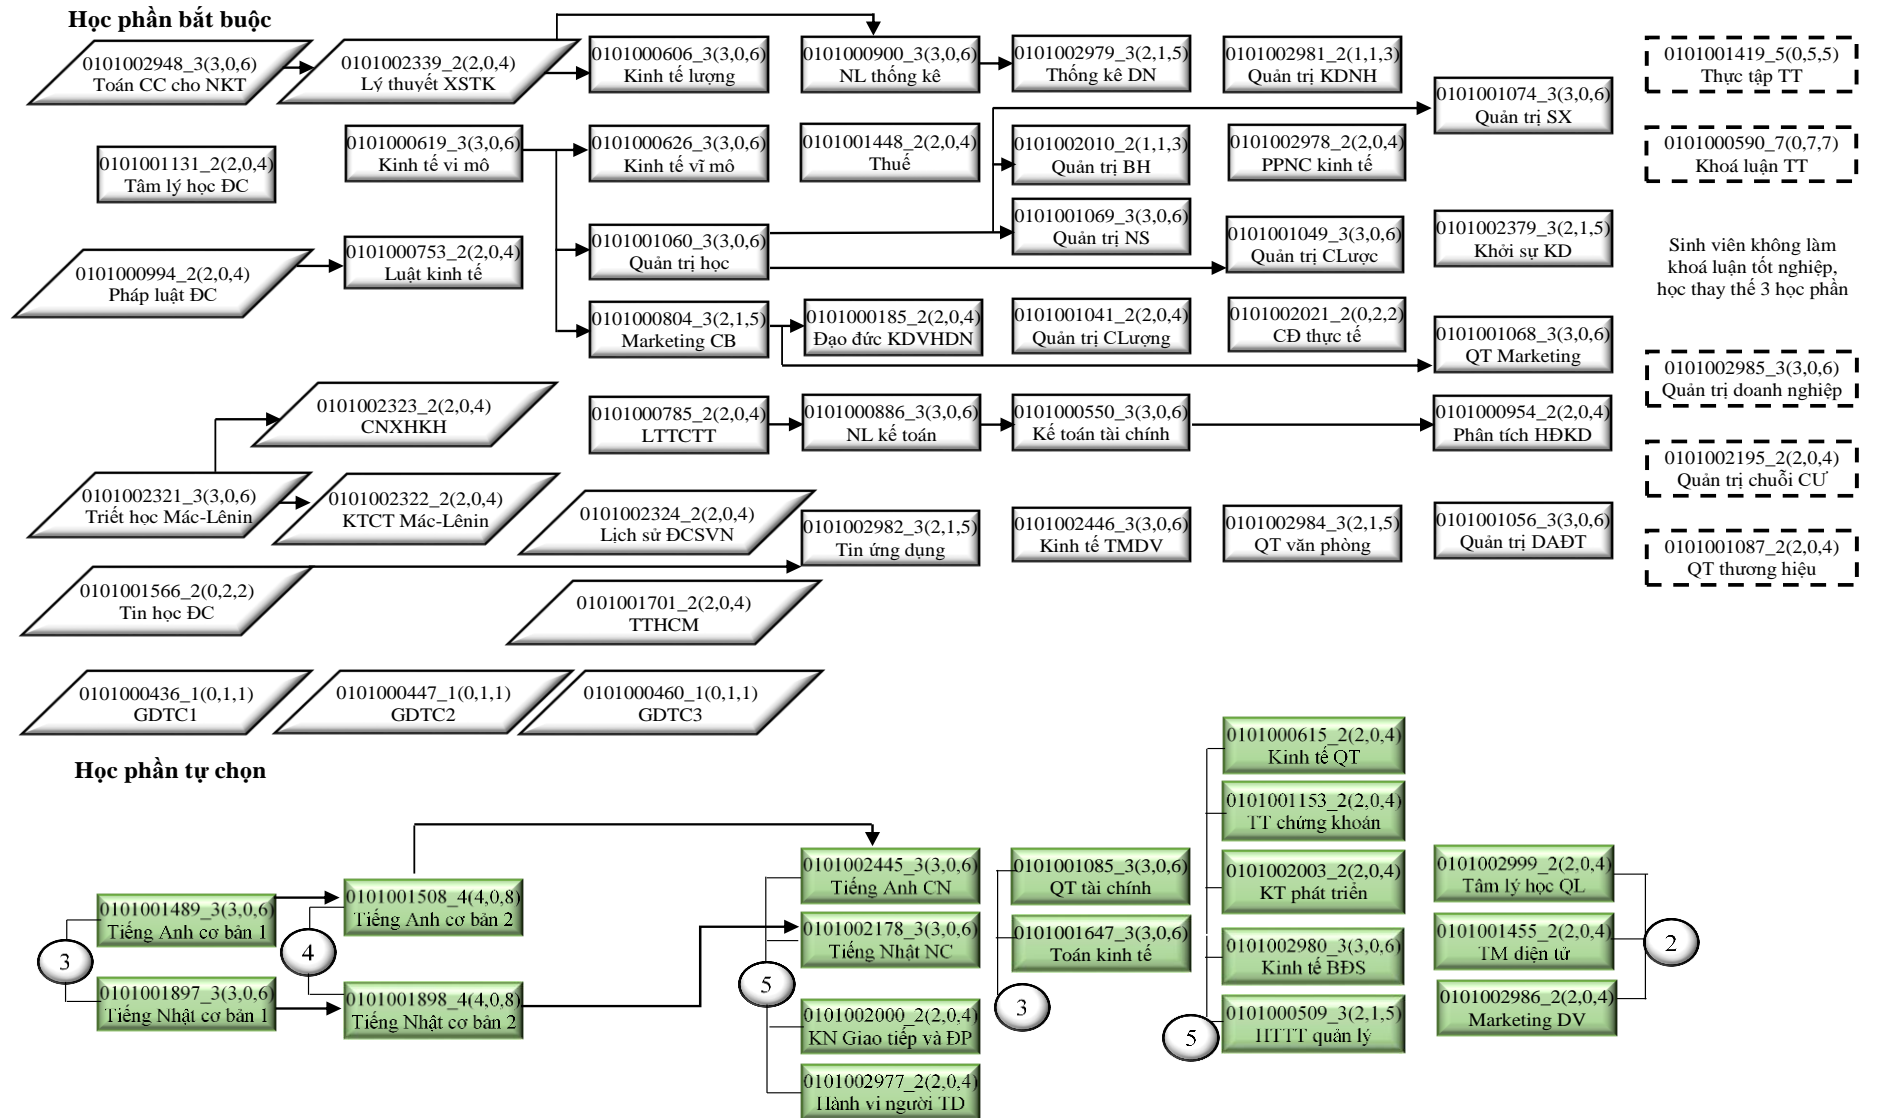 Học phần bắt buộc
0101002948_3(3,0,6)
Toán CC cho NKT
0101002339_2(2,0,4)
Lý thuyết XSTK
0101000606_3(3,0,6)
Kinh tế lượng
0101000900_3(3,0,6)
NL thống kê
0101002979_3(2,1,5)
Thống kê DN
0101002981_2(1,1,3)
Quản trị KDNH
0101001074_3(3,0,6)
Quản trị SX
0101001419_5(0,5,5)
Thực tập TT
0101001131_2(2,0,4)
Tâm lý học ĐC
0101000619_3(3,0,6)
Kinh tế vi mô
0101000626_3(3,0,6)
Kinh tế vĩ mô
0101001448_2(2,0,4)
Thuế
0101002010_2(1,1,3)
Quản trị BH
0101002978_2(2,0,4)
PPNC kinh tế
0101000590_7(0,7,7)
Khoá luận TT
0101000994_2(2,0,4)
Pháp luật ĐC
0101000753_2(2,0,4)
Luật kinh tế
0101001060_3(3,0,6)
Quản trị học
0101001069_3(3,0,6)
Quản trị NS
0101001049_3(3,0,6)
Quản trị CLược
0101002379_3(2,1,5)
Khởi sự KD
Sinh viên không làm
khoá luận tốt nghiệp,
học thay thế 3 học phần
0101000804_3(2,1,5)
Marketing CB
0101000185_2(2,0,4)
Đạo đức KDVHDN
0101001041_2(2,0,4)
Quản trị CLượng
0101002021_2(0,2,2)
CĐ thực tế
0101001068_3(3,0,6)
QT Marketing
0101002985_3(3,0,6)
Quản trị doanh nghiệp
0101002323_2(2,0,4)
CNXHKH
0101000785_2(2,0,4)
LTTCTT
0101000886_3(3,0,6)
NL kế toán
0101000550_3(3,0,6)
Kế toán tài chính
0101000954_2(2,0,4)
Phân tích HĐKD
0101002195_2(2,0,4)
Quản trị chuỗi CƯ
0101002321_3(3,0,6)
Triết học Mác-Lênin
0101002322_2(2,0,4)
KTCT Mác-Lênin
0101002324_2(2,0,4)
Lịch sử ĐCSVN
0101002982_3(2,1,5)
Tin ứng dụng
0101002446_3(3,0,6)
Kinh tế TMDV
0101002984_3(2,1,5)
QT văn phòng
0101001056_3(3,0,6)
Quản trị DAĐT
0101001087_2(2,0,4)
QT thương hiệu
0101001566_2(0,2,2)
Tin học ĐC
0101001701_2(2,0,4)
TTHCM
0101000436_1(0,1,1)
GDTC1
0101000447_1(0,1,1)
GDTC2
0101000460_1(0,1,1)
GDTC3
Học phần tự chọn
0101001489_3(3,0,6)
Tiếng Anh cơ bản 1
3
0101001897_3(3,0,6)
Tiếng Nhật cơ bản 1
0101001508_4(4,0,8)
Tiếng Anh cơ bản 2
4
0101001898_4(4,0,8)
Tiếng Nhật cơ bản 2
0101002445_3(3,0,6)
Tiếng Anh CN
0101002178_3(3,0,6)
Tiếng Nhật NC
5
0101002000_2(2,0,4)
KN Giao tiếp và ĐP
0101002977_2(2,0,4)
Hành vi người TD
0101001085_3(3,0,6)
QT tài chính
0101001647_3(3,0,6)
Toán kinh tế
3
0101000615_2(2,0,4)
Kinh tế QT
0101001153_2(2,0,4)
TT chứng khoán
0101002003_2(2,0,4)
KT phát triển
0101002980_3(3,0,6)
Kinh tế BĐS
0101000509_3(2,1,5)
HTTT quản lý
5
0101002999_2(2,0,4)
Tâm lý học QL
0101001455_2(2,0,4)
TM điện tử
2
0101002986_2(2,0,4)
Marketing DV